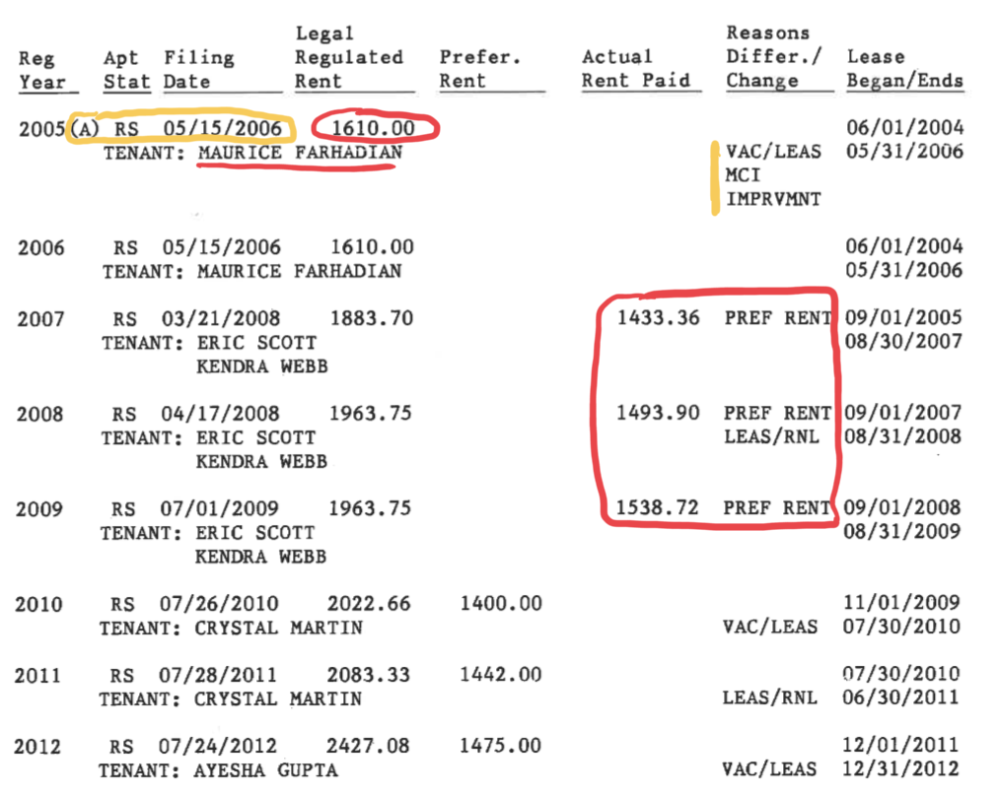 Legal Reasons
Reg Apt Filing Regulated Prefer. Actual Differ./ Lease
Year Stat Date Rent Rent Rent Paid Change Began/Ends
2005 (A) RS 05/15/2006 1610.00 06/01/2004
TENANT: MAURICE FARHADIAN VAC/LEAS 05/31/2006
MCI
IMPRVMNT
2006 RS 05/15/2006 1610.00 06/01/2004
TENANT: MAURICE FARHADIAN 05/31/2006
2007 RS 03/21/2008 1883.70 1433.36 PREF RENT 09/01/2005
TENANT: ERIC SCOTT 08/30/2007
KENDRA WEBB
2008 RS 04/17/2008 1963.75 1493.90 PREF RENT 09/01/2007
TENANT: ERIC SCOTT LEAS/RNL 08/31/2008
KENDRA WEBB
2009 RS 07/01/2009 1963.75 1538.72 PREF RENT 09/01/2008
TENANT: ERIC SCOTT 08/31/2009
KENDRA WEBB
2010 RS 07/26/2010 2022.66 1400.00 11/01/2009
TENANT: CRYSTAL MARTIN VAC/LEAS 07/30/2010
2011 RS 07/28/2011 2083.33 1442.00 07/30/2010
TENANT: CRYSTAL MARTIN LEAS/RNL 06/30/2011
2012 RS 07/24/2012 2427.08 1475.00 12/01/2011
TENANT: AYESHA GUPTA VAC/LEAS 12/31/2012